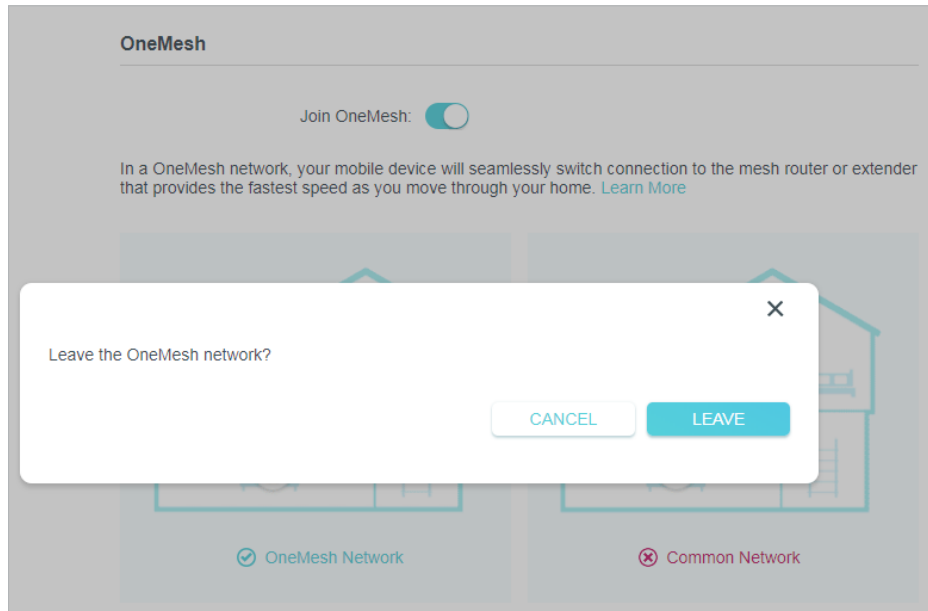 OneMesh
Join OneMesh:
In a OneMesh network, your mobile device will seamlessly switch connection to the mesh router or extender
that provides the fastest speed as you move through your home. Learn More
Leave the OneMesh network?
CANCEL
LEAVE
OneMesh Network
Common Network